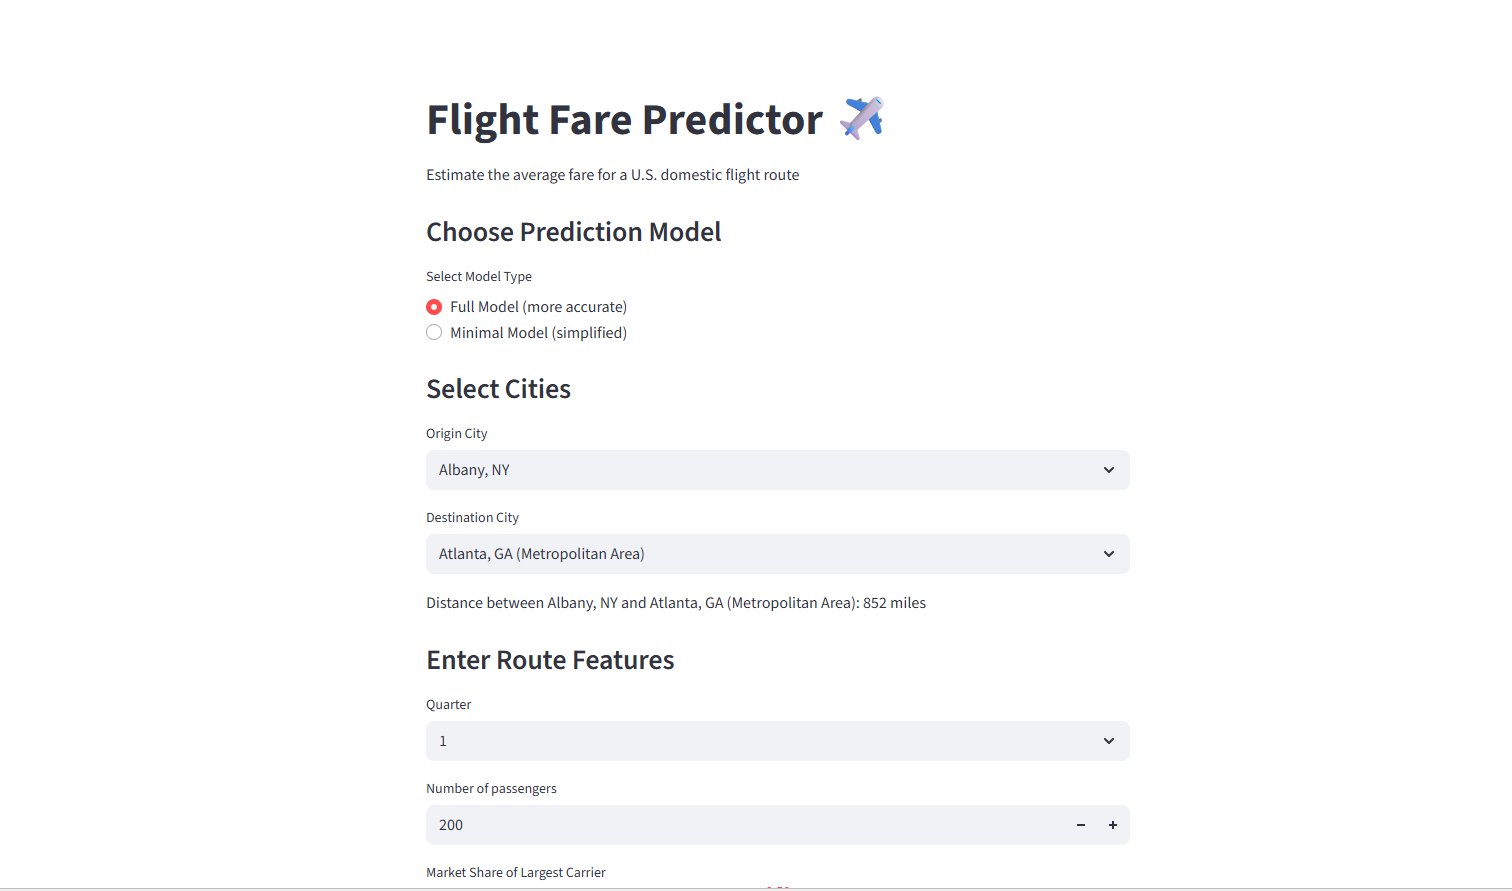 Flight Fare Predictor
Estimate the average fare for a U.S. domestic flight route
Choose Prediction Model
Select Model Type
Full Model (more accurate)
Minimal Model (simplified)
Select Cities
Origin City
Albany, NY
Destination City
Atlanta, GA (Metropolitan Area)
Distance between Albany, NY and Atlanta, GA (Metropolitan Area): 852 miles
Enter Route Features
Quarter
1
Number of passengers
200
Market Share of Largest Carrier